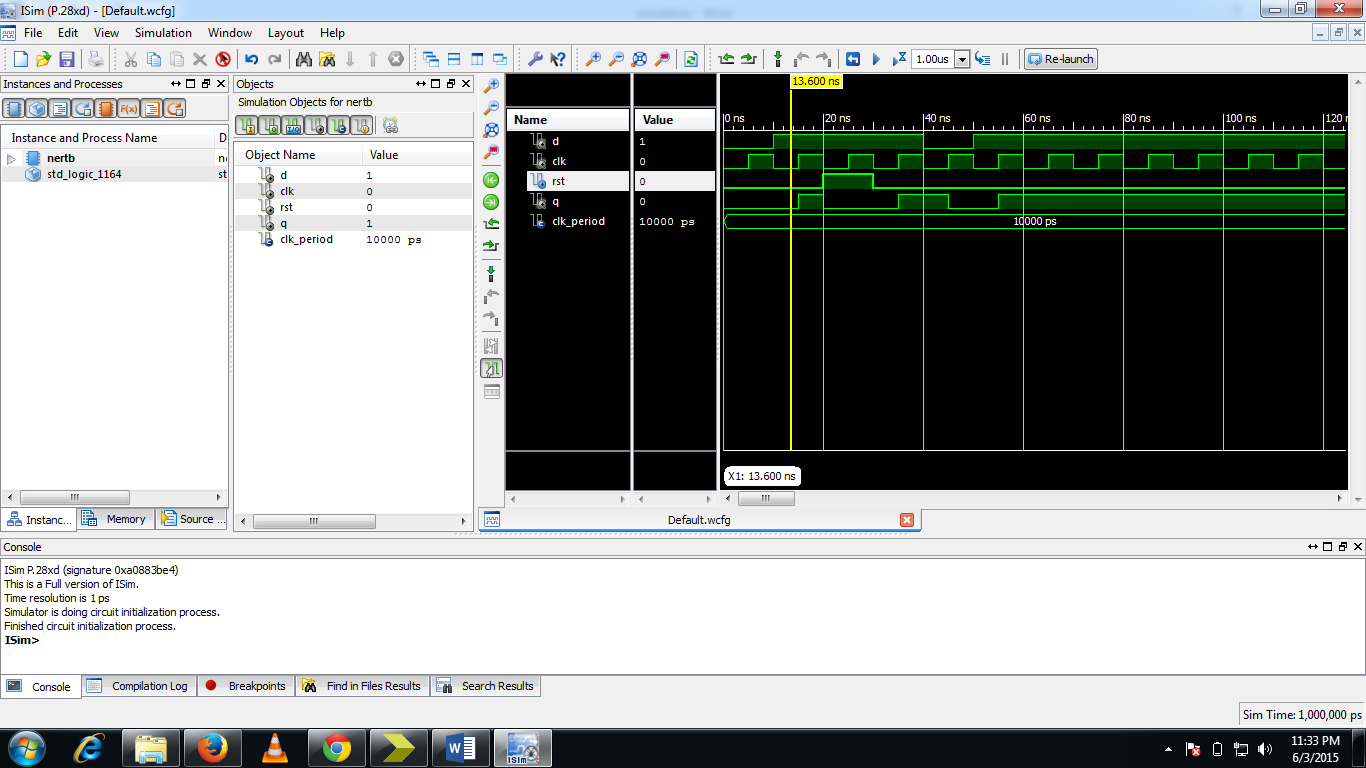 ISim (P.28xd) - [Default.wcfg]
File Edit View Simulation Window Layout Help
1.00us Re-launch
Instances and Processes
Instance and Process Name D
nertb n
std_logic_1164 st
Instanc... Memory Source ...
Objects
Simulation Objects for nertb
Object Name Value
d 1
clk 0
rst 0
q 1
clk_period 10000 ps
Name Value
d 1
clk 0
rst 0
q 0
clk_period 10000 ps
13.600 ns
0 ns 20 ns 40 ns 60 ns 80 ns 100 ns 120 n
10000 ps
X1: 13.600 ns
Default.wcfg
Console
ISim P.28xd (signature 0xa0883be4)
This is a Full version of ISim.
Time resolution is 1 ps
Simulator is doing circuit initialization process.
Finished circuit initialization process.
ISim>
Console Compilation Log Breakpoints Find in Files Results Search Results
Sim Time: 1,000,000 ps
ISim
11:33 PM
6/3/2015